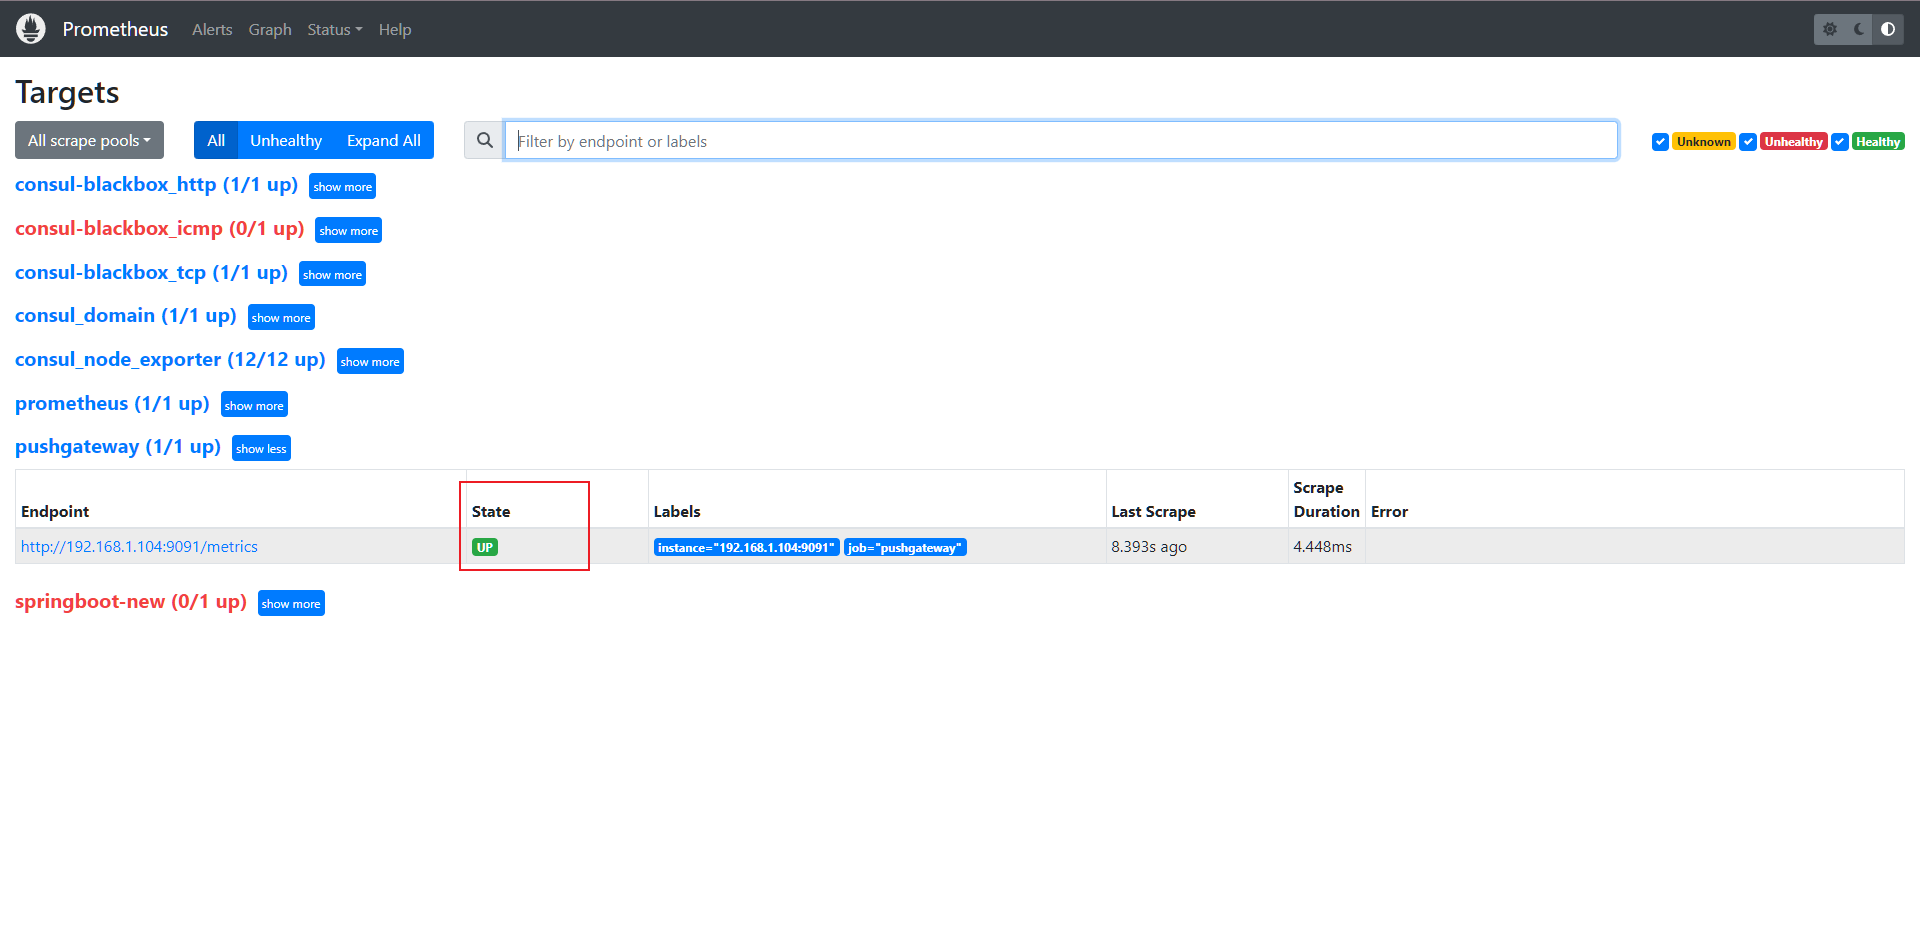 Prometheus Alerts Graph Status Help
Targets
All scrape pools All Unhealthy Expand All Filter by endpoint or labels Unknown Unhealthy Healthy
consul-blackbox_http (1/1 up) show more
consul-blackbox_icmp (0/1 up) show more
consul-blackbox_tcp (1/1 up) show more
consul_domain (1/1 up) show more
consul_node_exporter (12/12 up) show more
prometheus (1/1 up) show more
pushgateway (1/1 up) show less
Endpoint State Labels Last Scrape Scrape Duration Error
http://192.168.1.104:9091/metrics UP instance="192.168.1.104:9091" job="pushgateway" 8.393s ago 4.448ms
springboot-new (0/1 up) show more